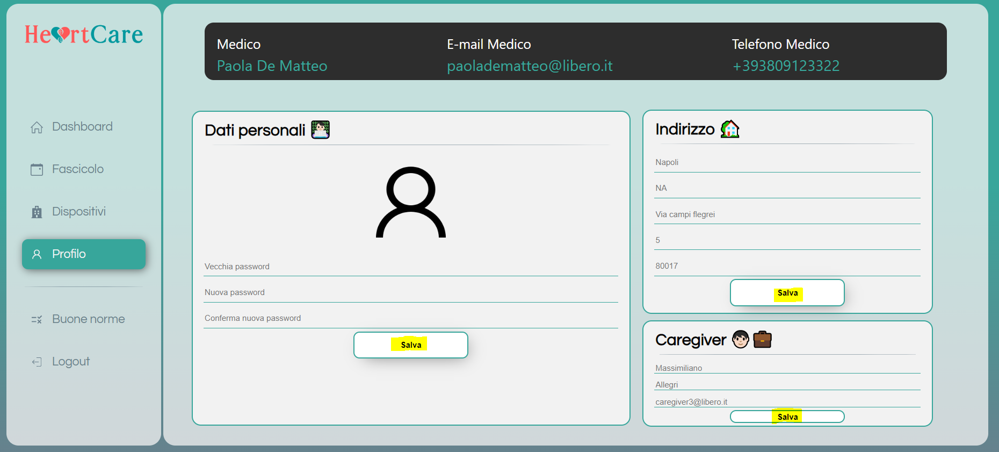 HeartCare
Dashboard
Fascicolo
Dispositivi
Profilo
Buone norme
Logout
Medico
Paola De Matteo
E-mail Medico
paoladematteo@libero.it
Telefono Medico
+393809123322
Dati personali
Vecchia password
Nuova password
Conferma nuova password
Salva
Indirizzo
Napoli
NA
Via campi flegrei
5
80017
Salva
Caregiver
Massimiliano
Allegri
caregiver3@libero.it
Salva